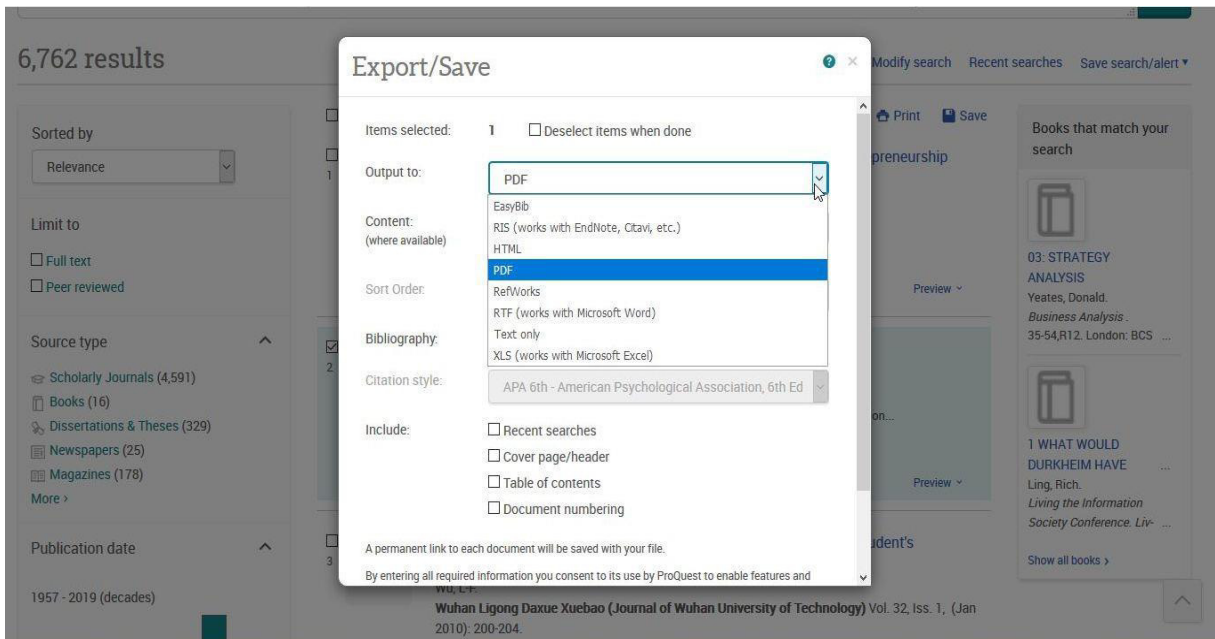 6,762 results
Modify search
Recent searches
Save search/alert
Sorted by
Relevance
Limit to
Full text
Peer reviewed
Source type
Scholarly Journals (4,591)
Books (16)
Dissertations & Theses (329)
Newspapers (25)
Magazines (178)
More ›
Publication date
1957 - 2019 (decades)
1
2
3
Export/Save
?
×
Items selected: 1 Deselect items when done
Output to: PDF
EasyBib
RIS (works with EndNote, Citavi, etc.)
HTML
PDF
RefWorks
RTF (works with Microsoft Word)
Text only
XLS (works with Microsoft Excel)
Content:
(where available)
Sort Order:
Bibliography:
Citation style: APA 6th - American Psychological Association, 6th Ed
Include: Recent searches
Cover page/header
Table of contents
Document numbering
A permanent link to each document will be saved with your file.
By entering all required information you consent to its use by ProQuest to enable features and
Print
Save
preneurship
Preview
on...
Preview
udent's
Wuhan Ligong Daxue Xuebao (Journal of Wuhan University of Technology) Vol. 32, Iss. 1, (Jan
2010): 200-204.
Books that match your
search
03: STRATEGY
ANALYSIS
Yeates, Donald.
Business Analysis .
35-54,R12. London: BCS ...
1 WHAT WOULD
DURKHEIM HAVE ...
Ling, Rich.
Living the Information
Society Conference. Liv- ...
Show all books ›